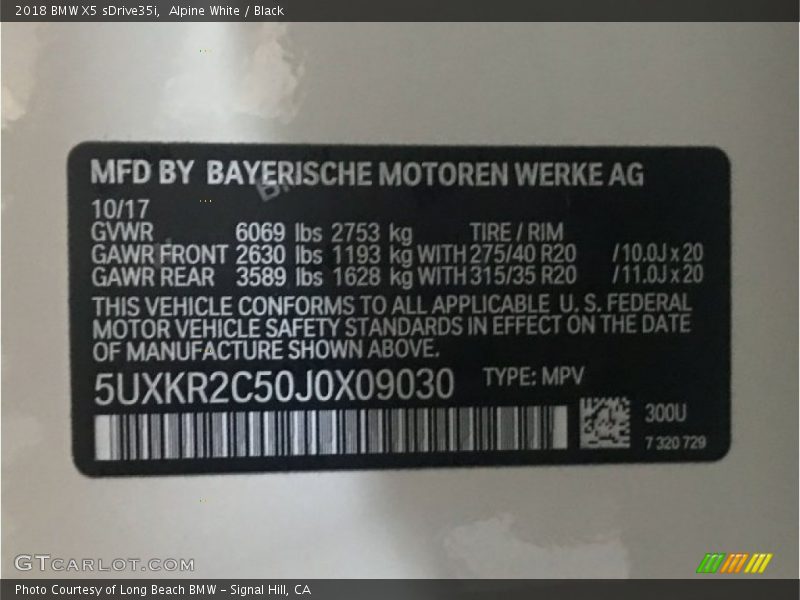 2018 BMW X5 sDrive35i, Alpine White / Black
MFD BY BAYERISCHE MOTOREN WERKE AG
10/17
GVWR 6069 lbs 2753 kg TIRE / RIM
GAWR FRONT 2630 lbs 1193 kg WITH 275/40 R20 /10.0J x 20
GAWR REAR 3589 lbs 1628 kg WITH 315/35 R20 /11.0J x 20
THIS VEHICLE CONFORMS TO ALL APPLICABLE U. S. FEDERAL
MOTOR VEHICLE SAFETY STANDARDS IN EFFECT ON THE DATE
OF MANUFACTURE SHOWN ABOVE.
5UXKR2C50J0X09030 TYPE: MPV
300U
7 320 729
GTCARLOT.COM
Photo Courtesy of Long Beach BMW - Signal Hill, CA